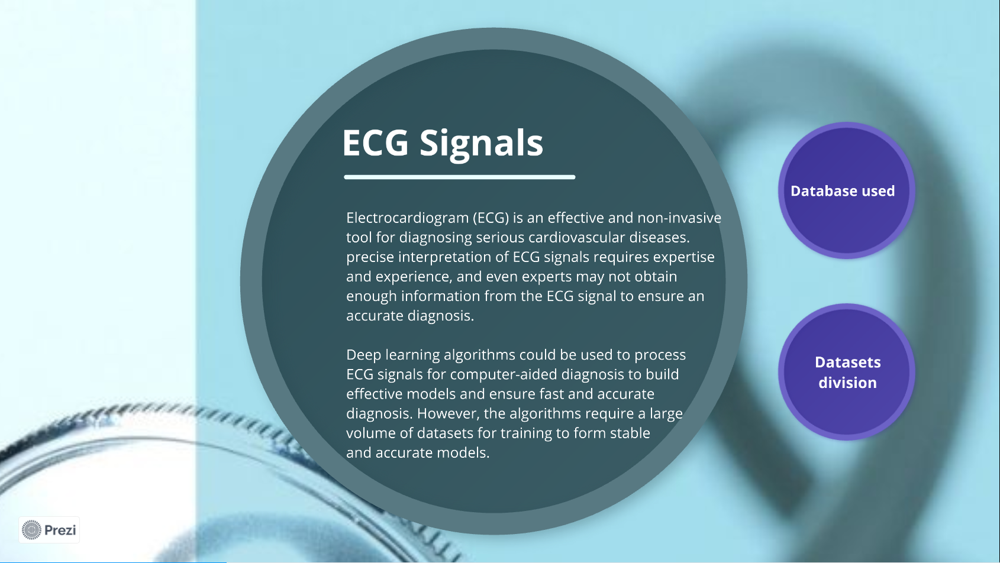 ECG Signals
Electrocardiogram (ECG) is an effective and non-invasive
tool for diagnosing serious cardiovascular diseases.
precise interpretation of ECG signals requires expertise
and experience, and even experts may not obtain
enough information from the ECG signal to ensure an
accurate diagnosis.
Deep learning algorithms could be used to process
ECG signals for computer-aided diagnosis to build
effective models and ensure fast and accurate
diagnosis. However, the algorithms require a large
volume of datasets for training to form stable
and accurate models.
Database used
Datasets
division
Prezi